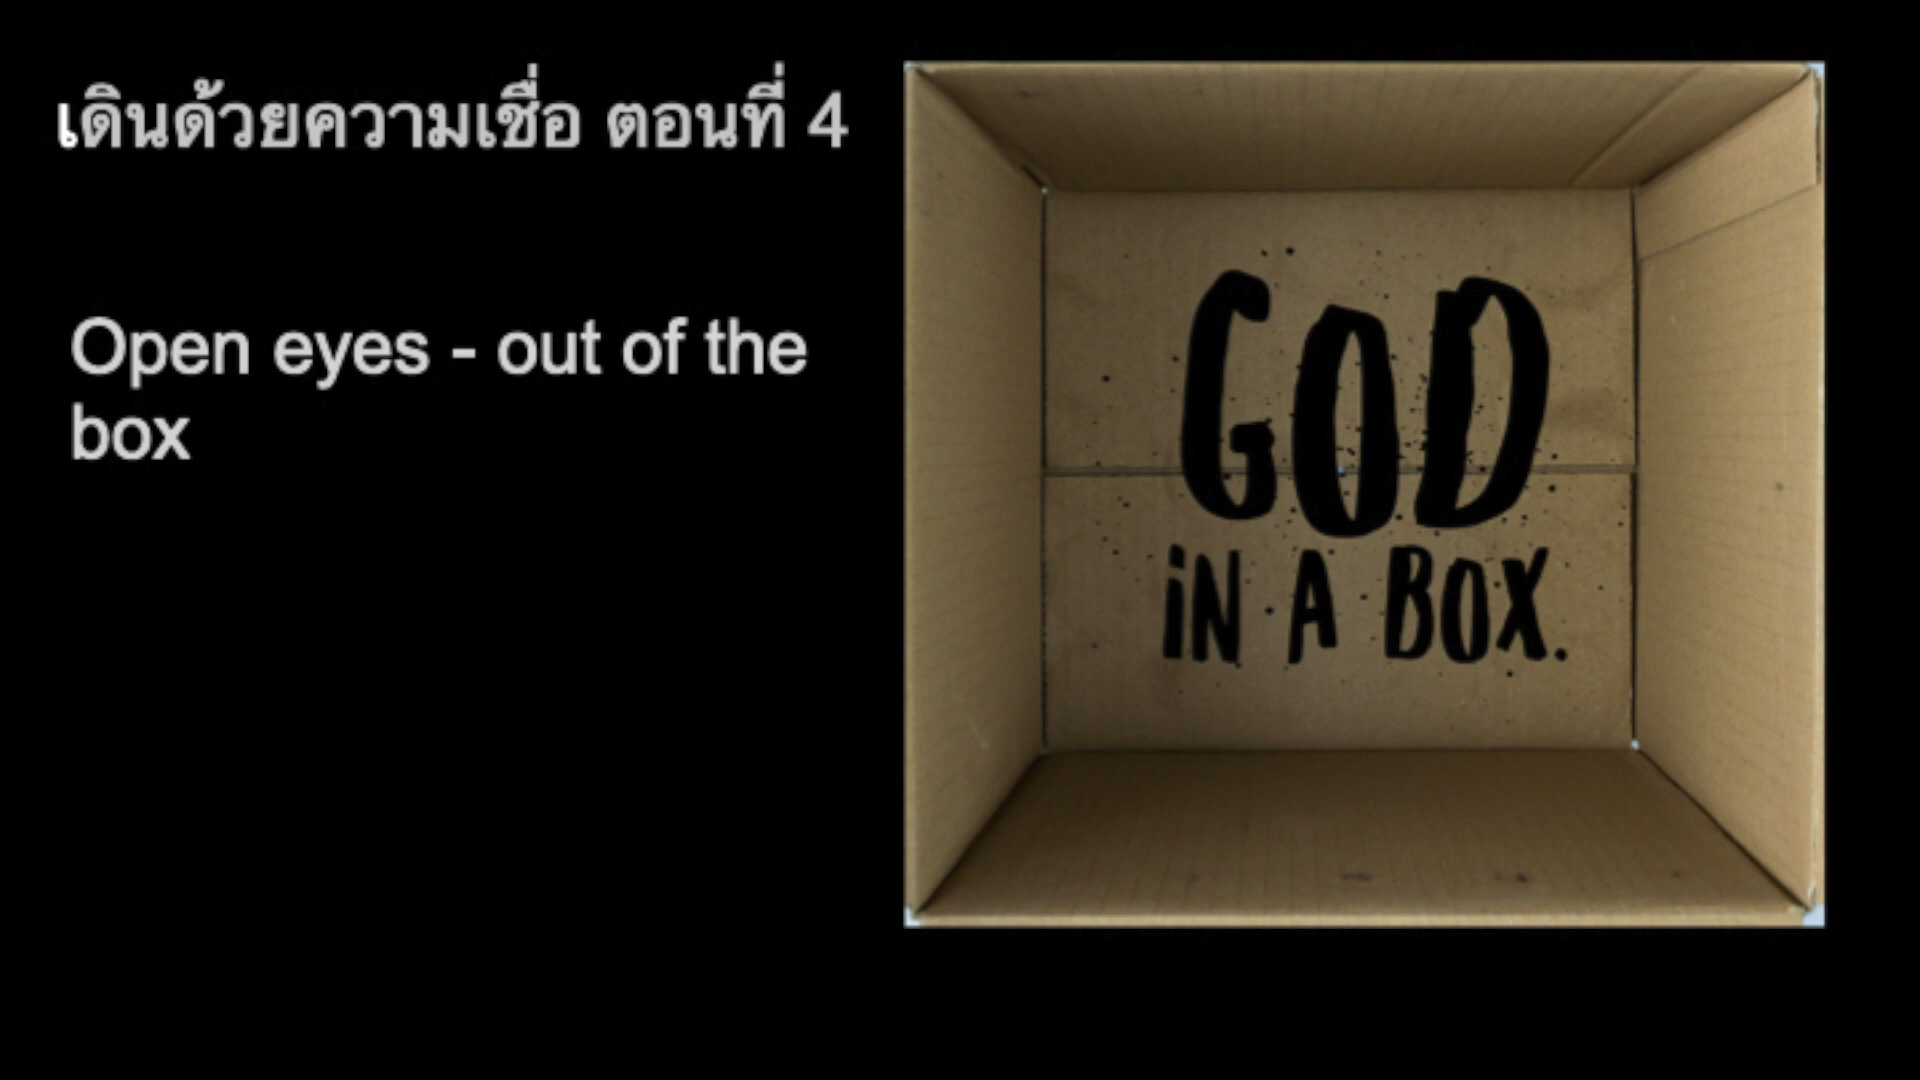 เดินด้วยความเชื่อ ตอนที่ 4
Open eyes - out of the
box
GOD
iN A BOX.